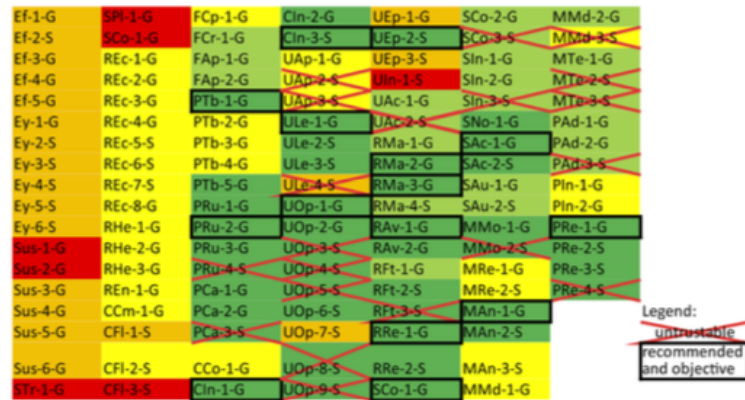 Ef-1-G SPl-1-G FCp-1-G CIn-2-G UEp-1-G SCo-2-G MMd-2-G
Ef-2-S SCo-1-G FCr-1-G CIn-3-S UEp-2-S SCo-3-S MMd-3-S
Ef-3-G REc-1-G FAp-1-G UAp-1-G UEp-3-S SIn-1-G MTe-1-G
Ef-4-G REc-2-G FAp-2-G UAp-2-S UIn-1-S SIn-2-G MTe-2-S
Ef-5-G REc-3-G PTb-1-G UAp-3-S UAc-1-G SIn-3-S MTe-3-S
Ey-1-G REc-4-G PTb-2-G ULe-1-G UAc-2-S SNo-1-G PAd-1-G
Ey-2-S REc-5-S PTb-3-G ULe-2-S RMa-1-G SAc-1-G PAd-2-G
Ey-3-S REc-6-S PTb-4-G ULe-3-S RMa-2-G SAc-2-S PAd-3-S
Ey-4-S REc-7-S PTb-5-G ULe-4-S RMa-3-G SAu-1-G PIn-1-G
Ey-5-S REc-8-G PRu-1-G UOp-1-G RMa-4-S SAu-2-S PIn-2-G
Ey-6-S RHe-1-G PRu-2-G UOp-2-G RAv-1-G MMo-1-G PRe-1-G
Sus-1-G RHe-2-G PRu-3-G UOp-3-S RAv-2-G MMo-2-S PRe-2-S
Sus-2-G RHe-3-G PRu-4-S UOp-4-S RFt-1-G MRe-1-G PRe-3-S
Sus-3-G REn-1-G PCa-1-G UOp-5-S RFt-2-S MRe-2-S PRe-4-S
Sus-4-G CCm-1-G PCa-2-G UOp-6-S RFt-3-S MAn-1-G Legend:
Sus-5-G CFl-1-S PCa-3-S UOp-7-S RRe-1-G MAn-2-S untrustable
recommended
Sus-6-G CFl-2-S CCo-1-G UOp-8-S RRe-2-S MAn-3-S and objective
STr-1-G CFl-3-S CIn-1-G UOp-9-S SCo-1-G MMd-1-G